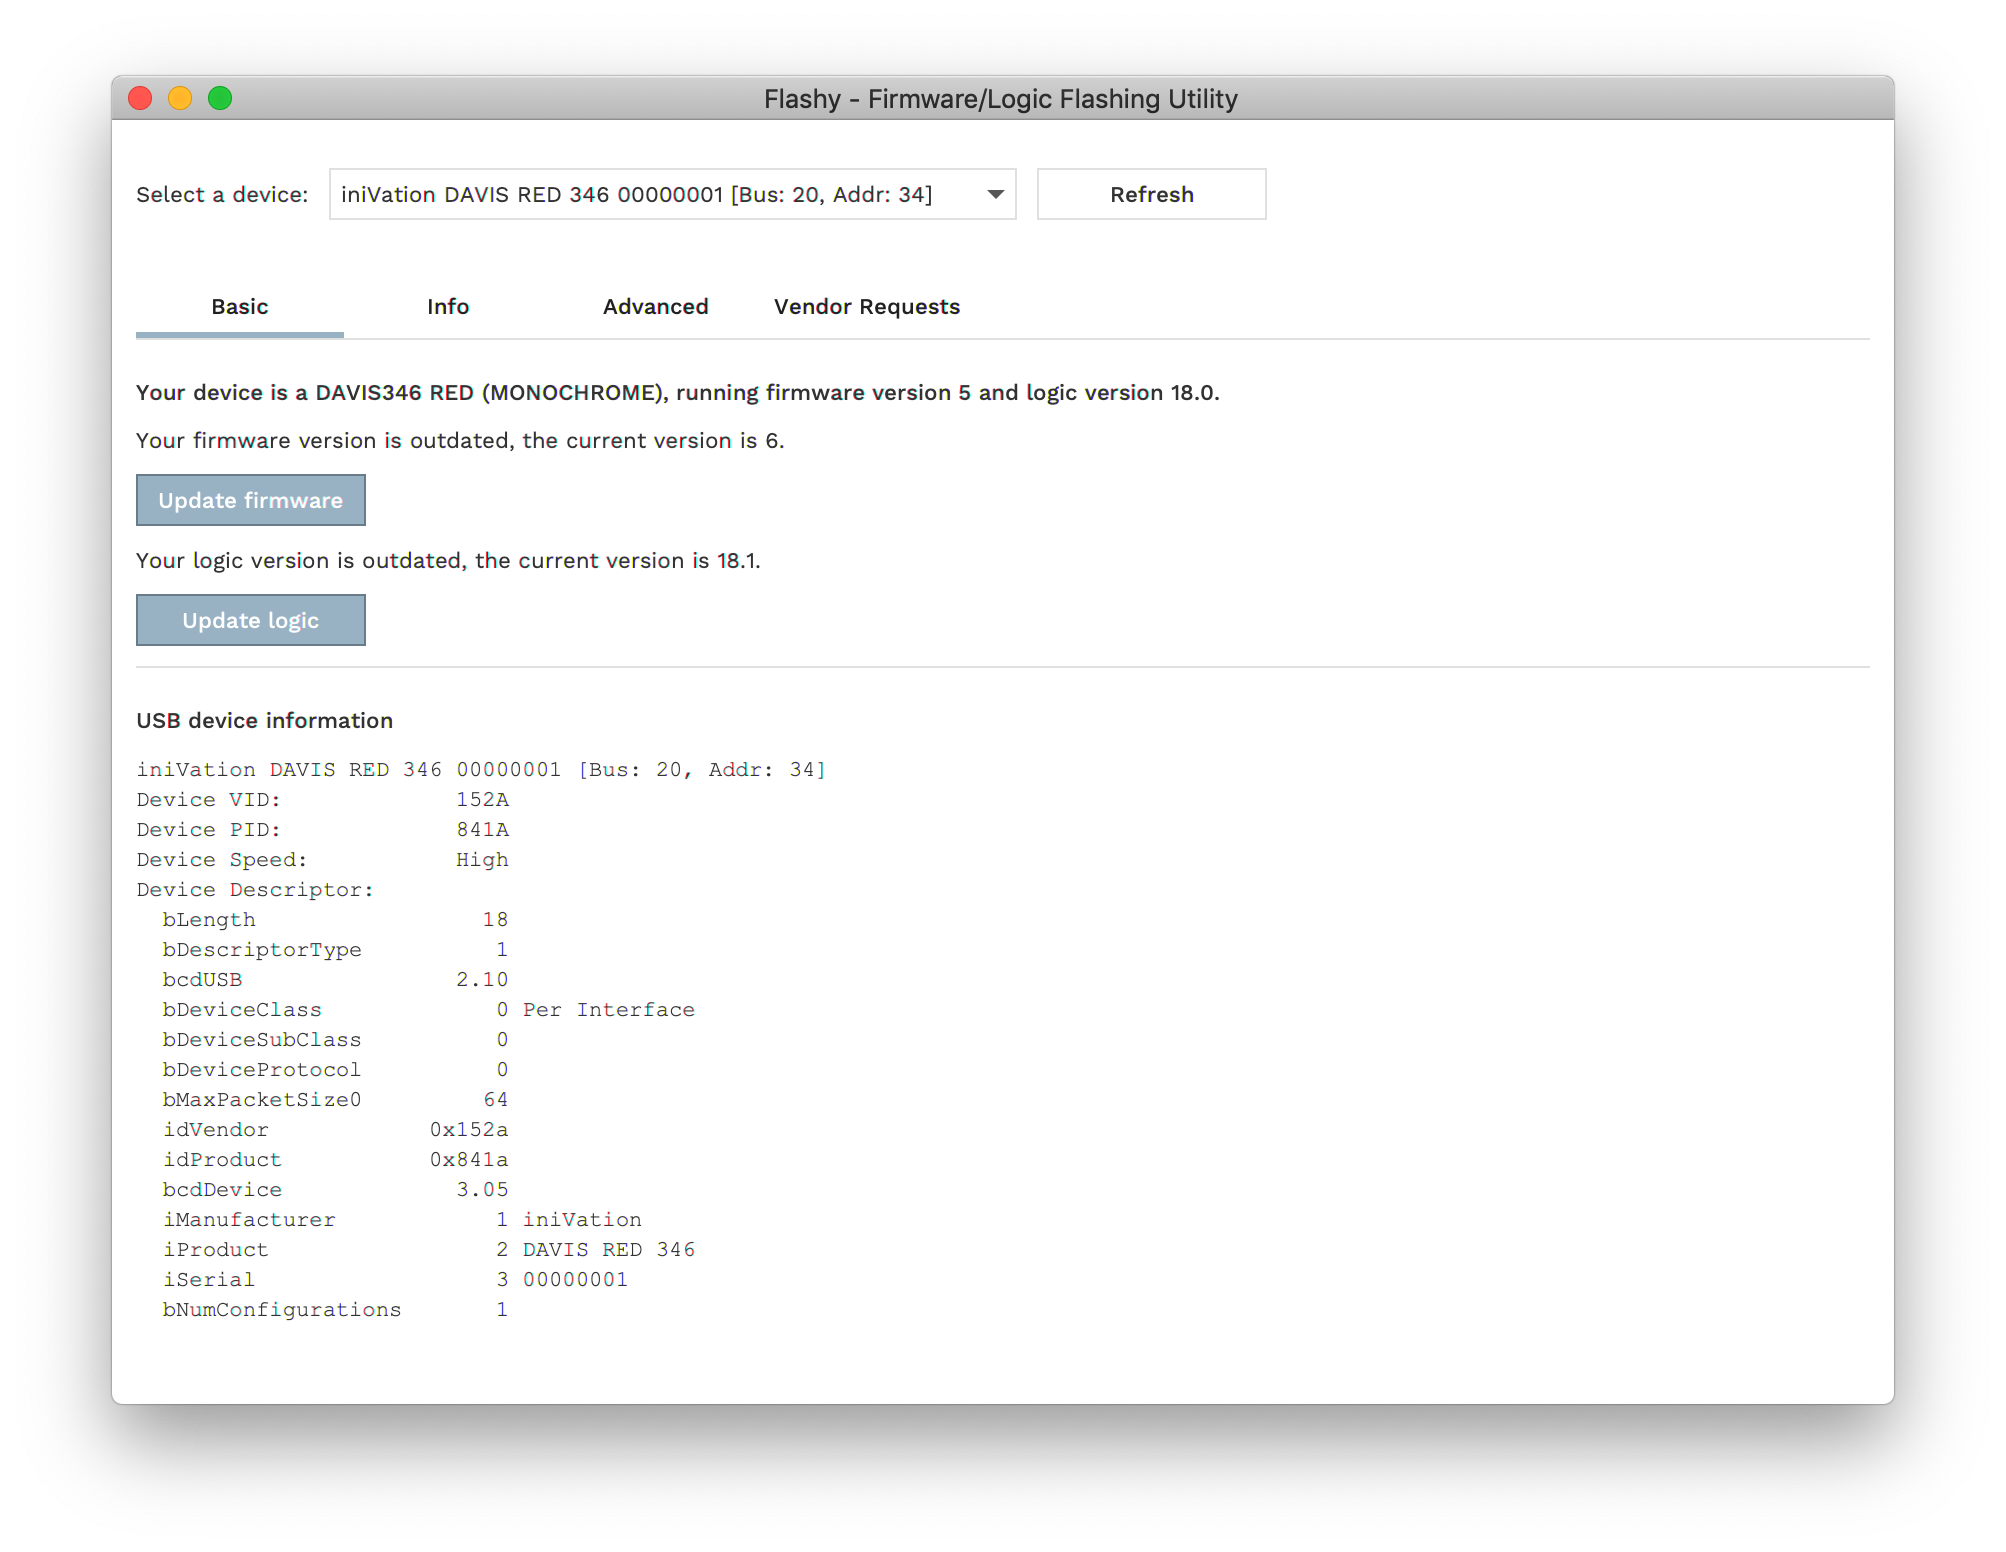 Flashy - Firmware/Logic Flashing Utility
Select a device: iniVation DAVIS RED 346 00000001 [Bus: 20, Addr: 34] Refresh
Basic Info Advanced Vendor Requests
Your device is a DAVIS346 RED (MONOCHROME), running firmware version 5 and logic version 18.0.
Your firmware version is outdated, the current version is 6.
Update firmware
Your logic version is outdated, the current version is 18.1.
Update logic
USB device information
iniVation DAVIS RED 346 00000001 [Bus: 20, Addr: 34]
Device VID: 152A
Device PID: 841A
Device Speed: High
Device Descriptor:
bLength 18
bDescriptorType 1
bcdUSB 2.10
bDeviceClass 0 Per Interface
bDeviceSubClass 0
bDeviceProtocol 0
bMaxPacketSize0 64
idVendor 0x152a
idProduct 0x841a
bcdDevice 3.05
iManufacturer 1 iniVation
iProduct 2 DAVIS RED 346
iSerial 3 00000001
bNumConfigurations 1